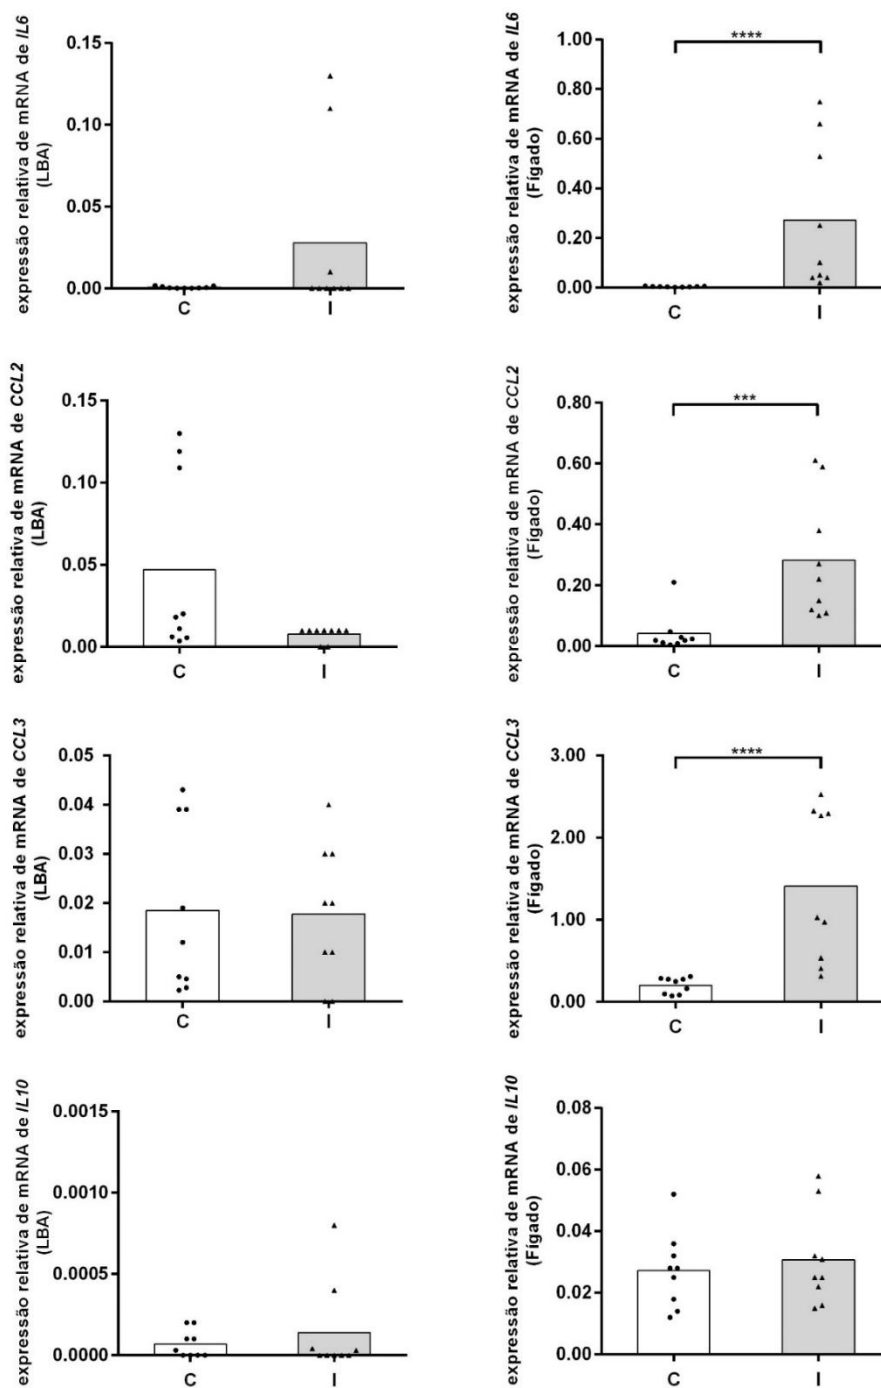 expressão relativa de mRNA de IL6
(LBA)
0.15
0.10
0.05
0.00
C
I
expressão relativa de mRNA de IL6
(Fígado)
1.00
0.80
0.60
0.40
0.20
0.00
****
C
I
expressão relativa de mRNA de CCL2
(LBA)
0.15
0.10
0.05
0.00
C
I
expressão relativa de mRNA de CCL2
(Fígado)
0.80
0.60
0.40
0.20
0.00
***
C
I
expressão relativa de mRNA de CCL3
(LBA)
0.05
0.04
0.03
0.02
0.01
0.00
C
I
expressão relativa de mRNA de CCL3
(Fígado)
3.00
2.00
1.00
0.00
****
C
I
expressão relativa de mRNA de IL10
(LBA)
0.0015
0.0010
0.0005
0.0000
C
I
expressão relativa de mRNA de IL10
(Fígado)
0.08
0.06
0.04
0.02
0.00
C
I